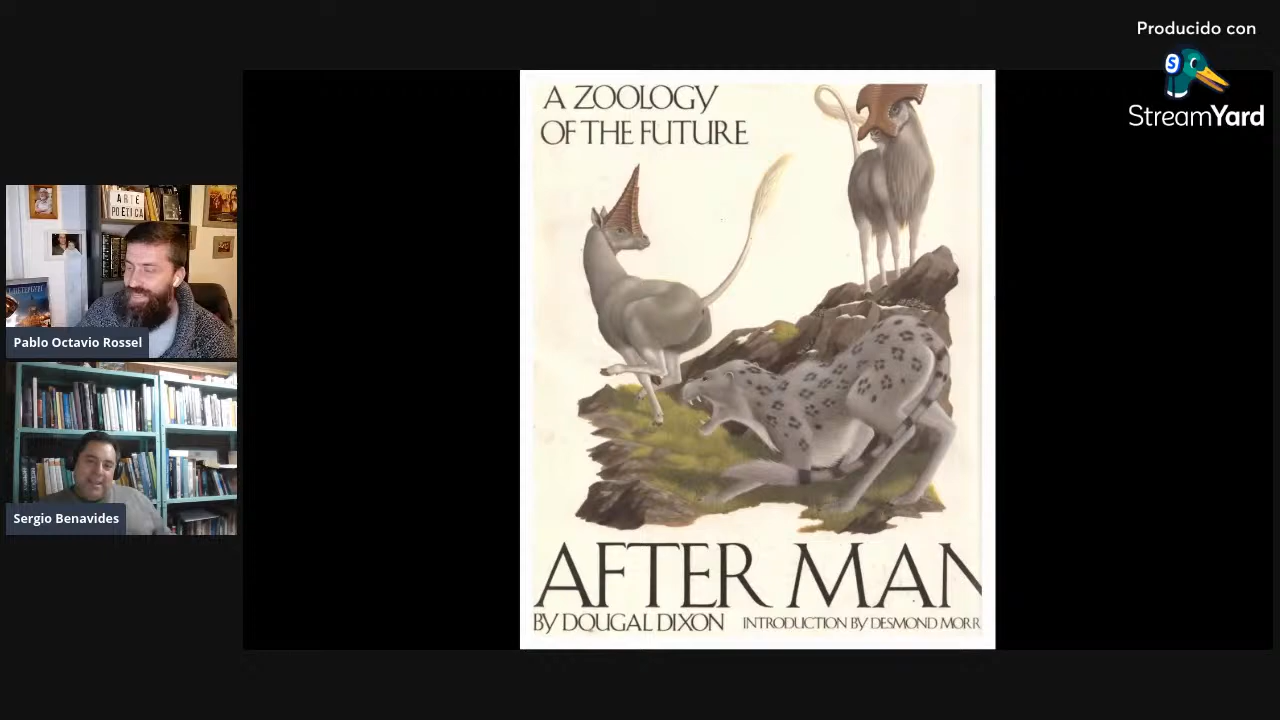 Producido con
StreamYard
A ZOOLOGY
OF THE FUTURE
ARTE
POÉTICA
Pablo Octavio Rossel
Sergio Benavides
AFTER MAN
BY DOUGAL DIXON INTRODUCTION BY DESMOND MORR